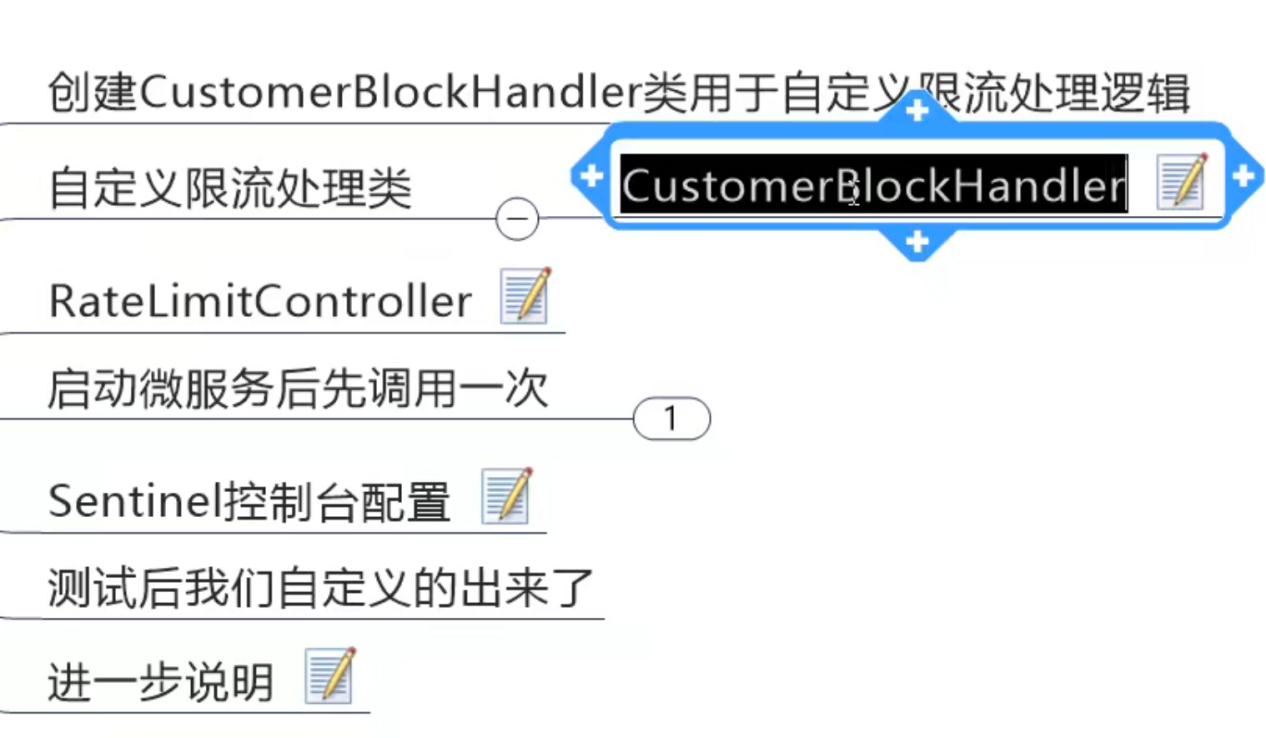 创建CustomerBlockHandler类用于自定义限流处理逻辑
自定义限流处理类
CustomerBlockHandler
RateLimitController
启动微服务后先调用一次
1
Sentinel控制台配置
测试后我们自定义的出来了
进一步说明